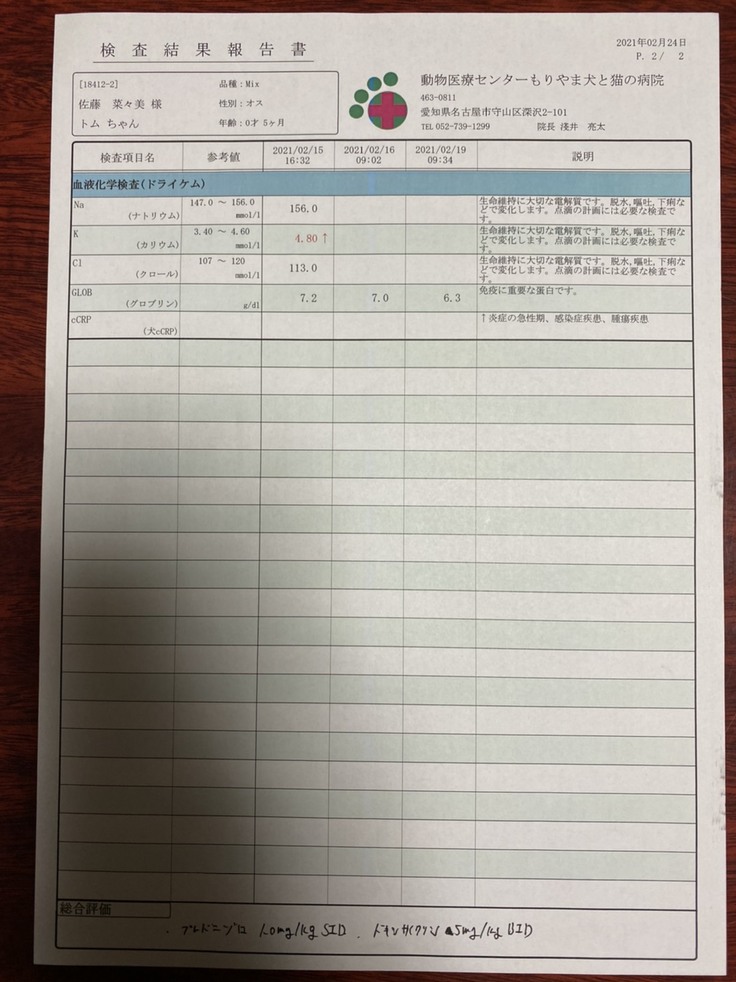 検査結果報告書
2021年02月24日
P. 2/ 2
[18412-2]
品種：Mix
佐藤 菜々美 様
性別：オス
トム ちゃん
年齢：0才 5ヶ月
動物医療センターもりやま犬と猫の病院
463-0811
愛知県名古屋市守山区深沢2-101
TEL 052-739-1299 院長 淺井 亮太
検査項目名 参考値 2021/02/15 16:32 2021/02/16 09:02 2021/02/19 09:34 説明
血液化学検査(ドライケム)
Na (ナトリウム) 147.0 ～ 156.0 mmol/l 156.0 生命維持に大切な電解質です。脱水,嘔吐,下痢などで変化します。点滴の計画には必要な検査です。
K (カリウム) 3.40 ～ 4.60 mmol/l 4.80 ↑ 生命維持に大切な電解質です。脱水,嘔吐,下痢などで変化します。点滴の計画には必要な検査です。
Cl (クロール) 107 ～ 120 mmol/l 113.0 生命維持に大切な電解質です。脱水,嘔吐,下痢などで変化します。点滴の計画には必要な検査です。
GLOB (グロブリン) g/dl 7.2 7.0 6.3 免疫に重要な蛋白です。
cCRP (犬cCRP) ↑炎症の急性期、感染症疾患、腫瘍疾患
総合評価
プレドニゾロ mg/kg SID . ドキシサイクリン 5mg/kg BID